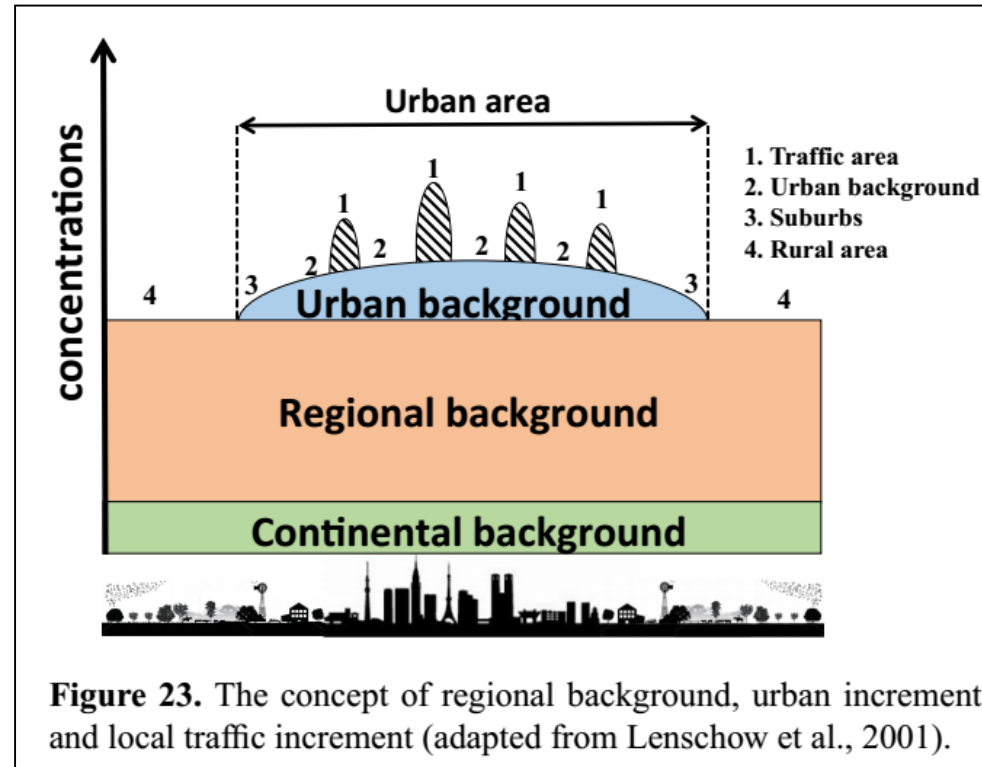 concentrations
Urban area
1. Traffic area
2. Urban background
3. Suburbs
4. Rural area
1
1
1
1
2
2
2
2
3
3
4
4
Urban background
Regional background
Continental background
Figure 23. The concept of regional background, urban increment
and local traffic increment (adapted from Lenschow et al., 2001).